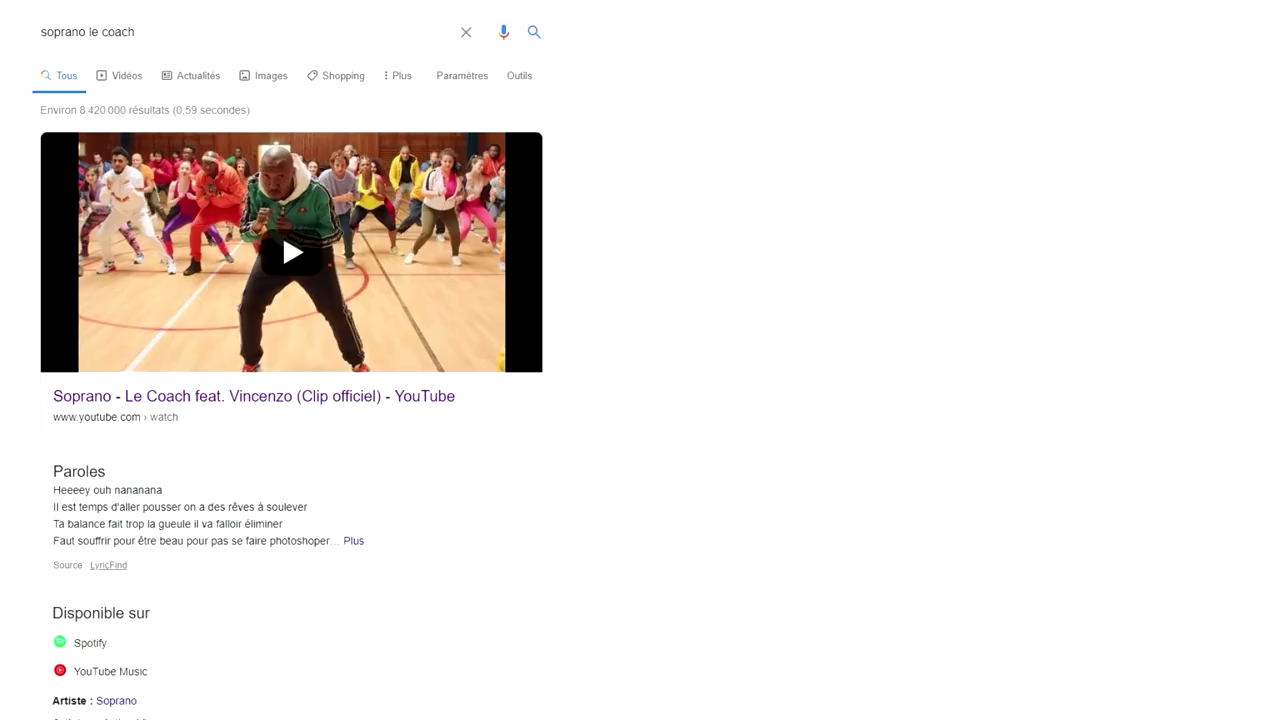 soprano le coach
Tous Vidéos Actualités Images Shopping Plus Paramètres Outils
Environ 8 420 000 résultats (0,59 secondes)
Soprano - Le Coach feat. Vincenzo (Clip officiel) - YouTube
www.youtube.com › watch
Paroles
Heeeey ouh nananana
Il est temps d'aller pousser on a des rêves à soulever
Ta balance fait trop la gueule il va falloir éliminer
Faut souffrir pour être beau pour pas se faire photoshoper... Plus
Source : LyricFind
Disponible sur
Spotify
YouTube Music
Artiste : Soprano